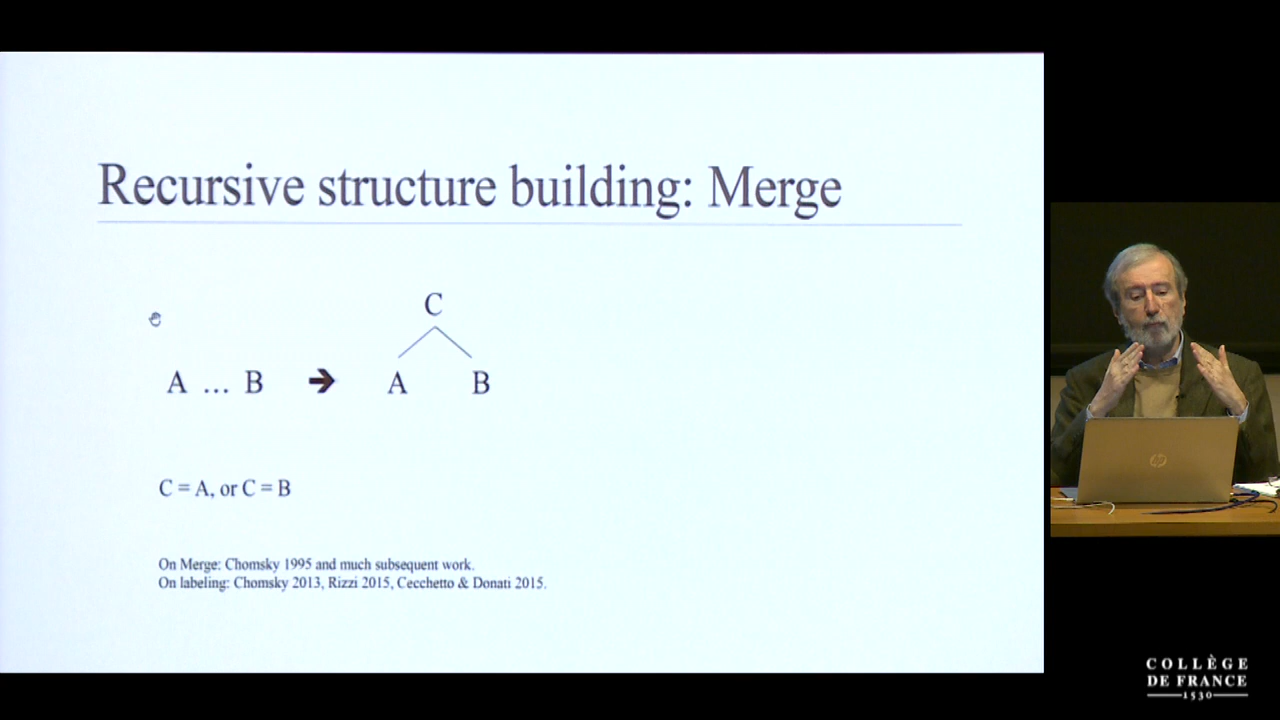 Recursive structure building: Merge
C
A … B ➔ A B
C = A, or C = B
On Merge: Chomsky 1995 and much subsequent work.
On labeling: Chomsky 2013, Rizzi 2015, Cecchetto & Donati 2015.
hp
COLLÈGE
DE FRANCE
1530